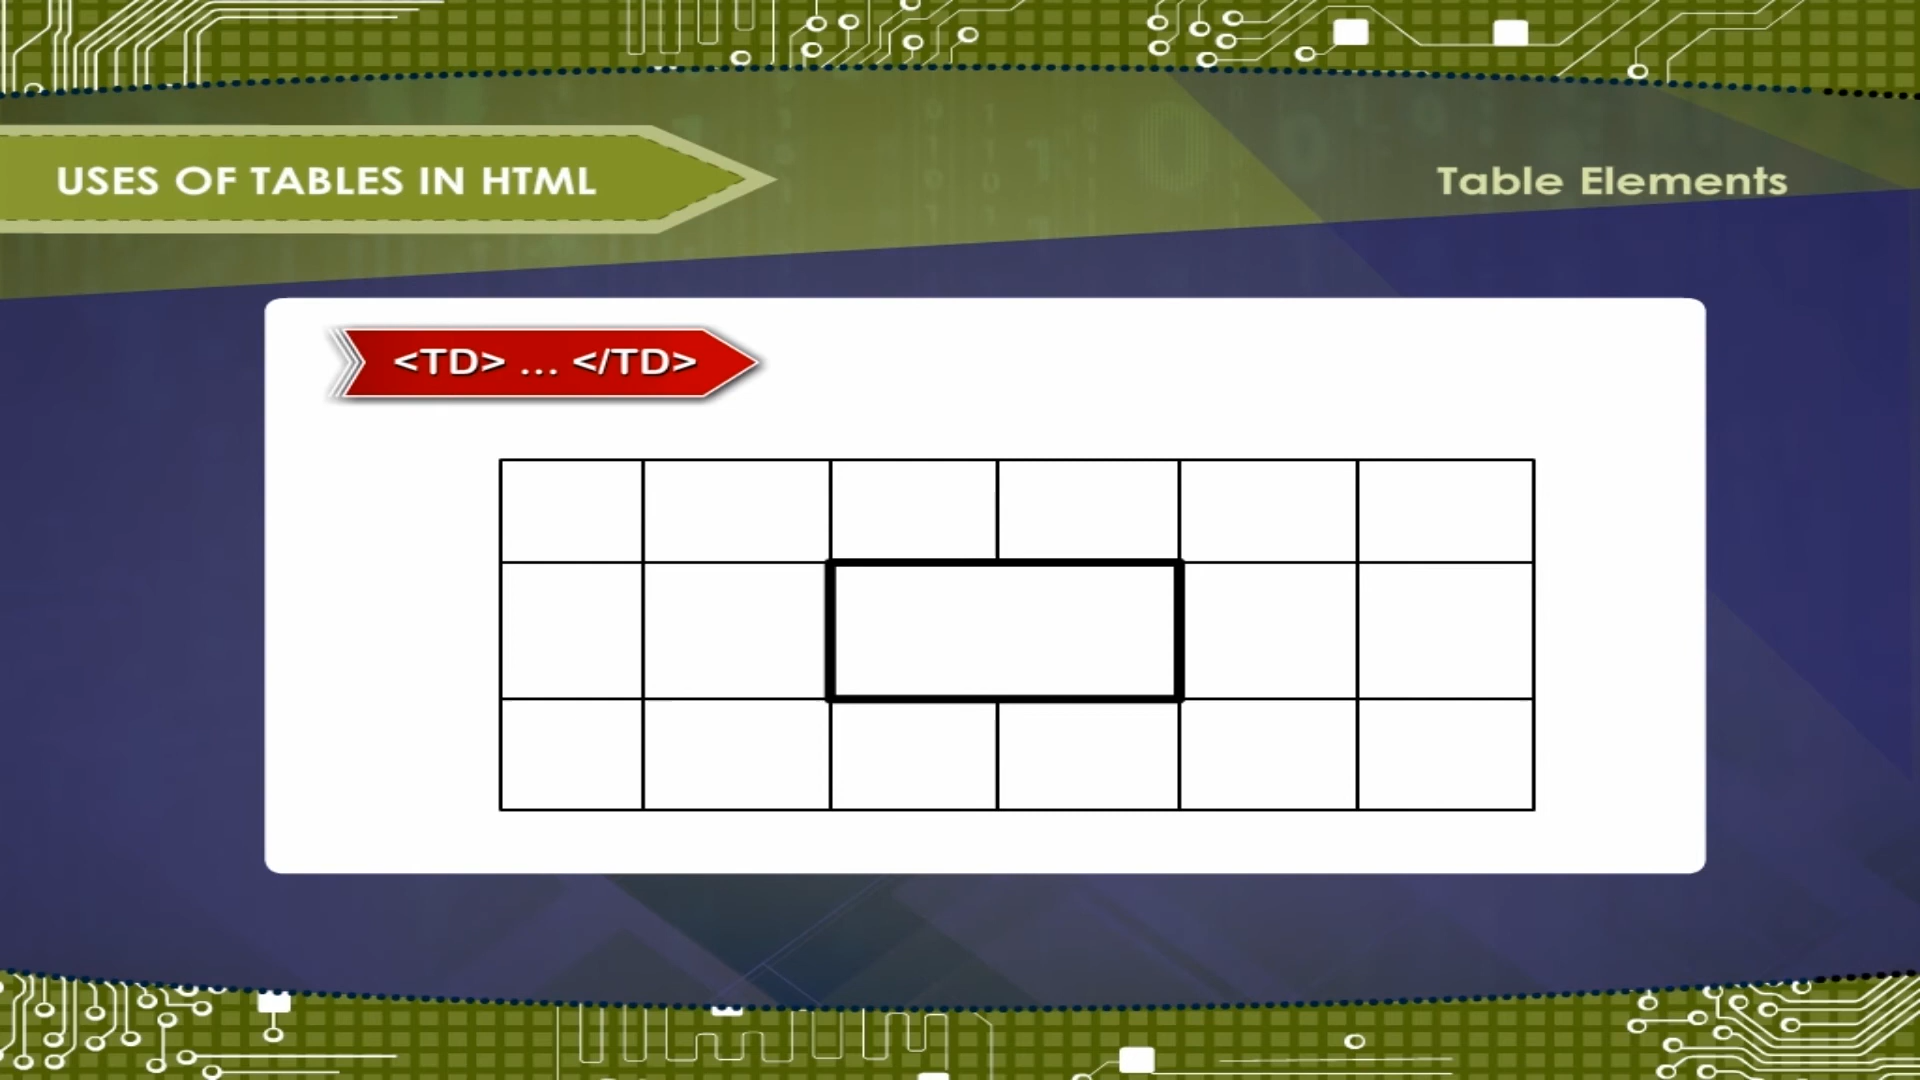 USES OF TABLES IN HTML
Table Elements
<TD> ... </TD>